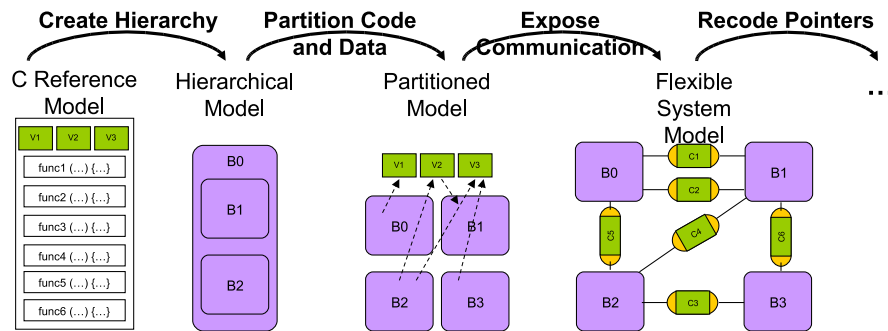 Create Hierarchy
Partition Code
and Data
Expose
Communication
Recode Pointers
C Reference
Model
Hierarchical
Model
Partitioned
Model
Flexible
System
Model
...
V1 V2 V3
func1 (...) {...}
func2 (...) {...}
func3 (...) {...}
func4 (...) {...}
func5 (...) {...}
func6 (...) {...}
B0
B1
B2
V1 V2 V3
B0 B1
B2 B3
B0 C1 B1
C2
C5 C4 C6
B2 C3 B3